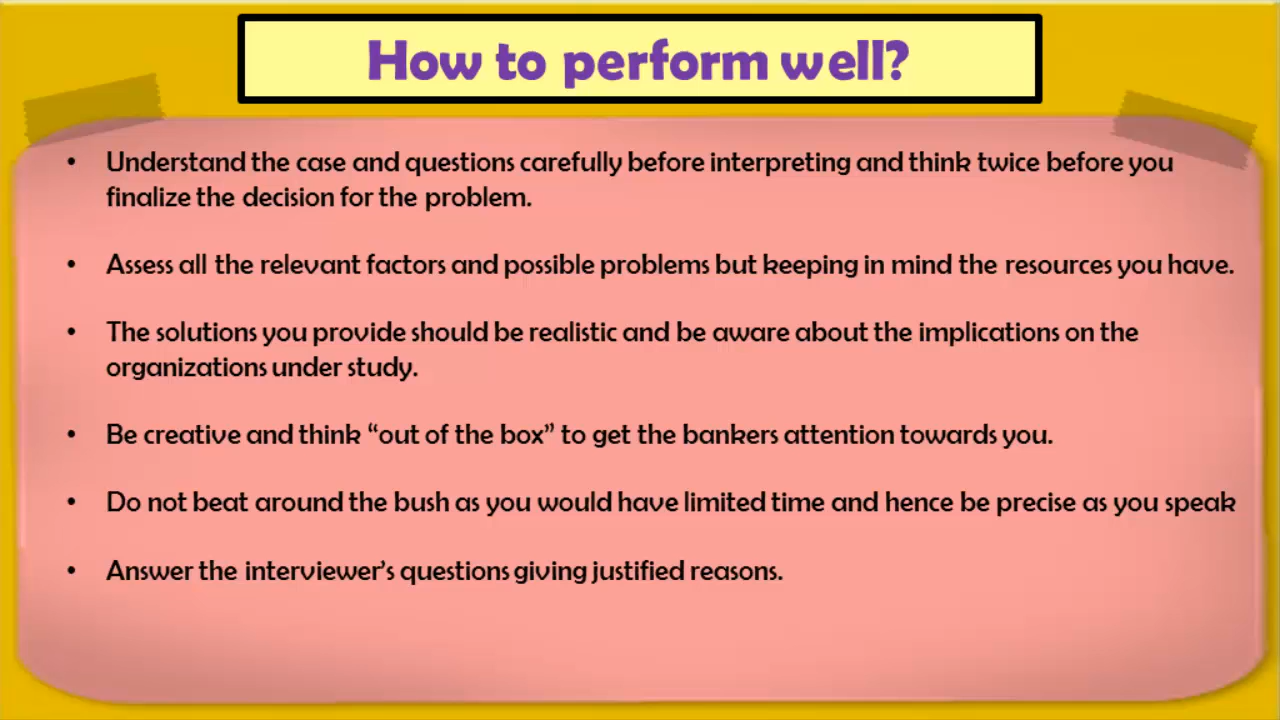 How to perform well?
• Understand the case and questions carefully before interpreting and think twice before you
finalize the decision for the problem.
• Assess all the relevant factors and possible problems but keeping in mind the resources you have.
• The solutions you provide should be realistic and be aware about the implications on the
organizations under study.
• Be creative and think “out of the box” to get the bankers attention towards you.
• Do not beat around the bush as you would have limited time and hence be precise as you speak
• Answer the interviewer’s questions giving justified reasons.